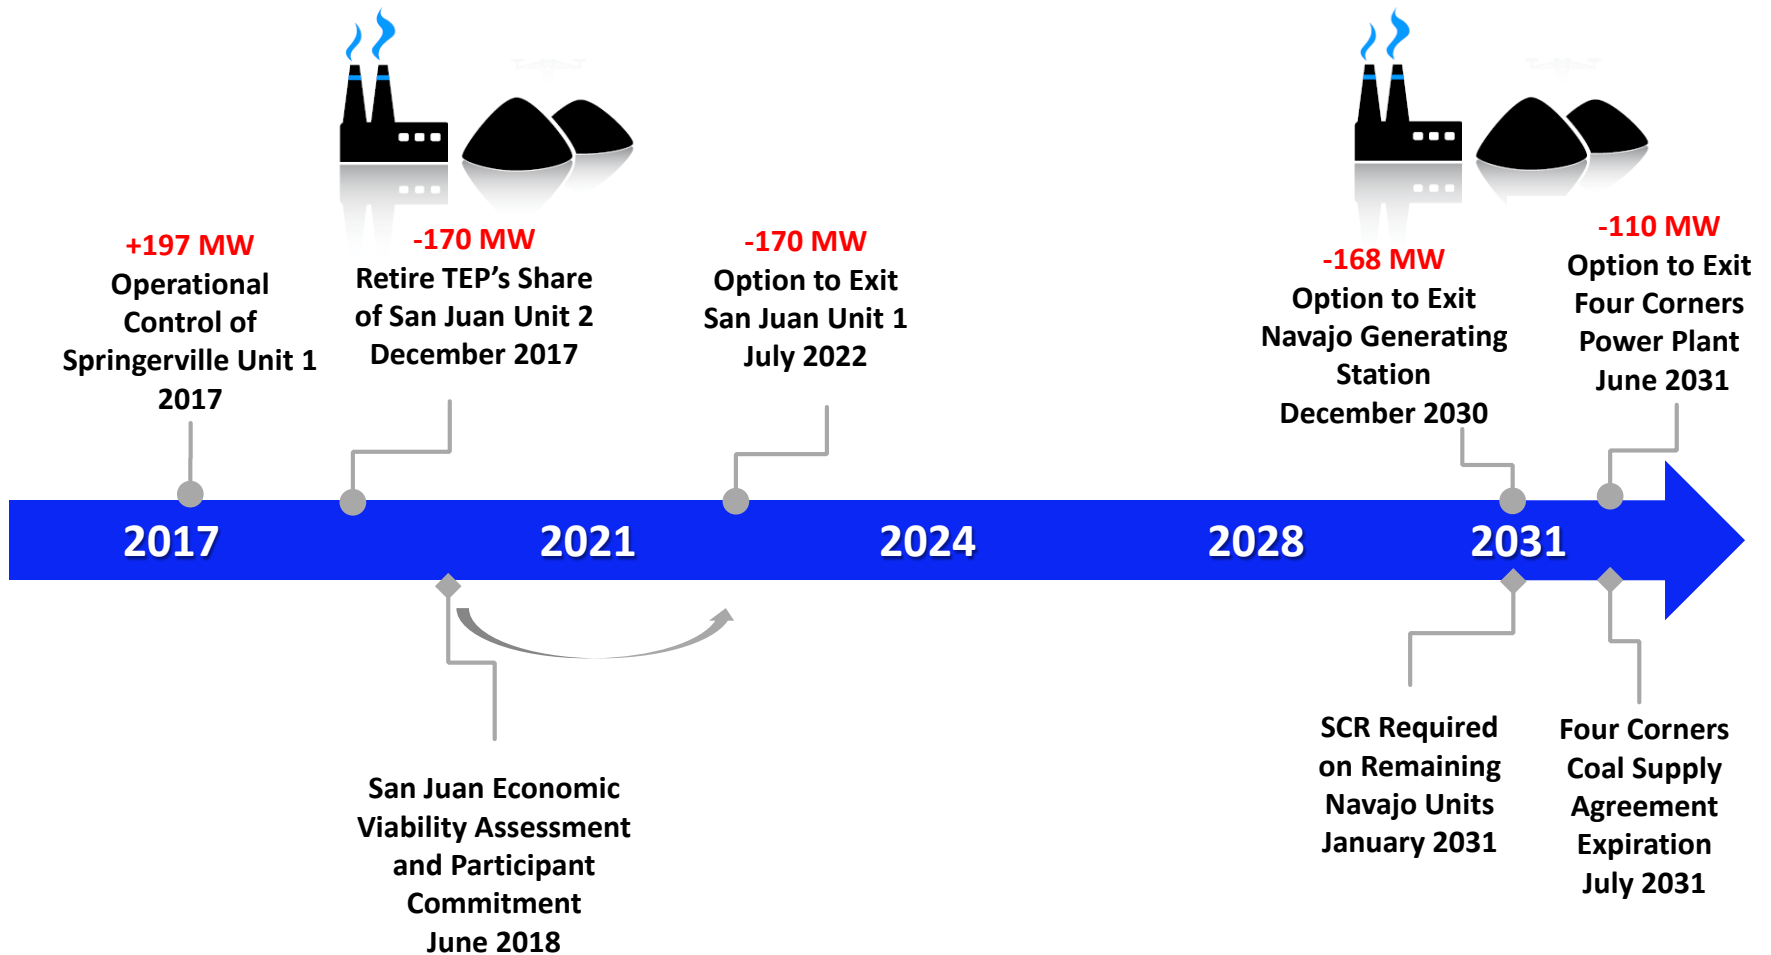 +197 MW
Operational
Control of
Springerville Unit 1
2017
-170 MW
Retire TEP’s Share
of San Juan Unit 2
December 2017
-170 MW
Option to Exit
San Juan Unit 1
July 2022
-168 MW
Option to Exit
Navajo Generating
Station
December 2030
-110 MW
Option to Exit
Four Corners
Power Plant
June 2031
2017
2021
2024
2028
2031
San Juan Economic
Viability Assessment
and Participant
Commitment
June 2018
SCR Required
on Remaining
Navajo Units
January 2031
Four Corners
Coal Supply
Agreement
Expiration
July 2031